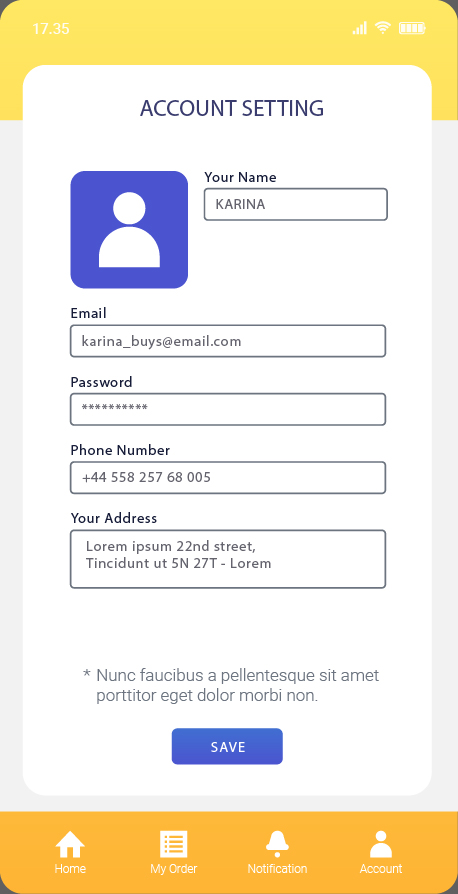 17.35
ACCOUNT SETTING
Your Name
KARINA
Email
karina_buys@email.com
Password
**********
Phone Number
+44 558 257 68 005
Your Address
Lorem ipsum 22nd street,
Tincidunt ut 5N 27T - Lorem
* Nunc faucibus a pellentesque sit amet
porttitor eget dolor morbi non.
SAVE
Home
My Order
Notification
Account